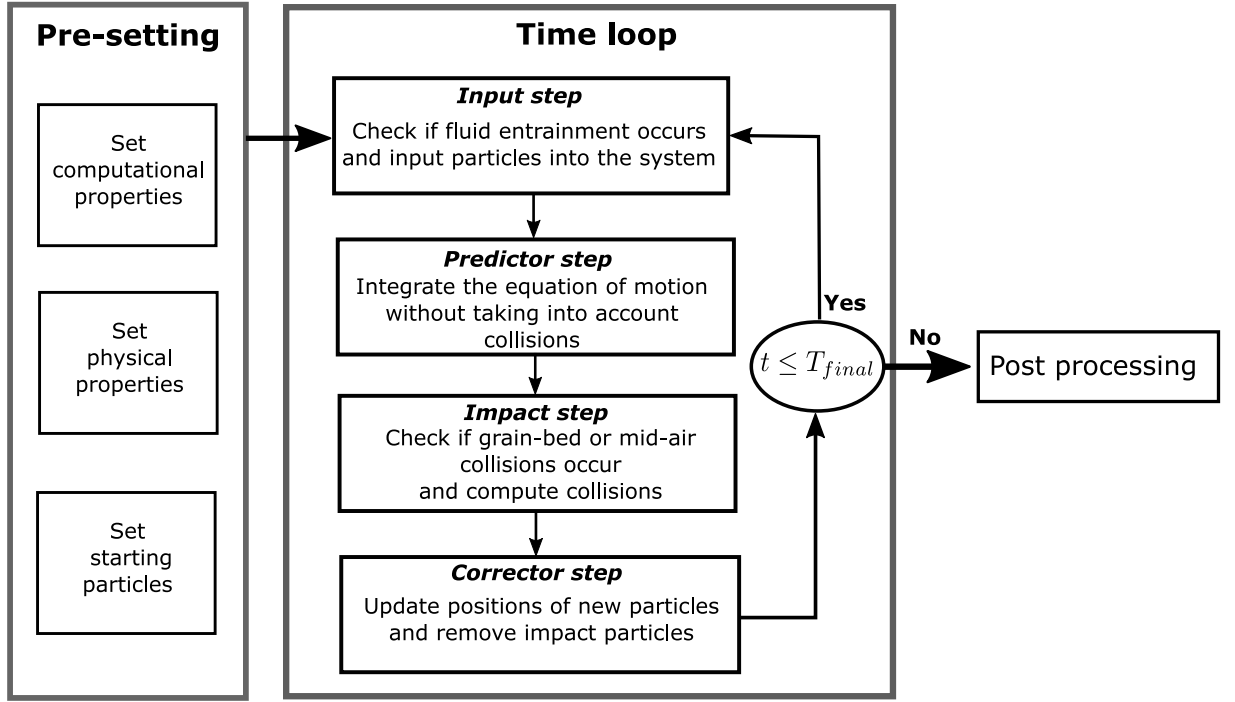 Pre-setting
Set
computational
properties
Set
physical
properties
Set
starting
particles
Time loop
Input step
Check if fluid entrainment occurs
and input particles into the system
Predictor step
Integrate the equation of motion
without taking into account
collisions
Impact step
Check if grain-bed or mid-air
collisions occur
and compute collisions
Corrector step
Update positions of new particles
and remove impact particles
t ≤ T_{final}
Yes
No
Post processing